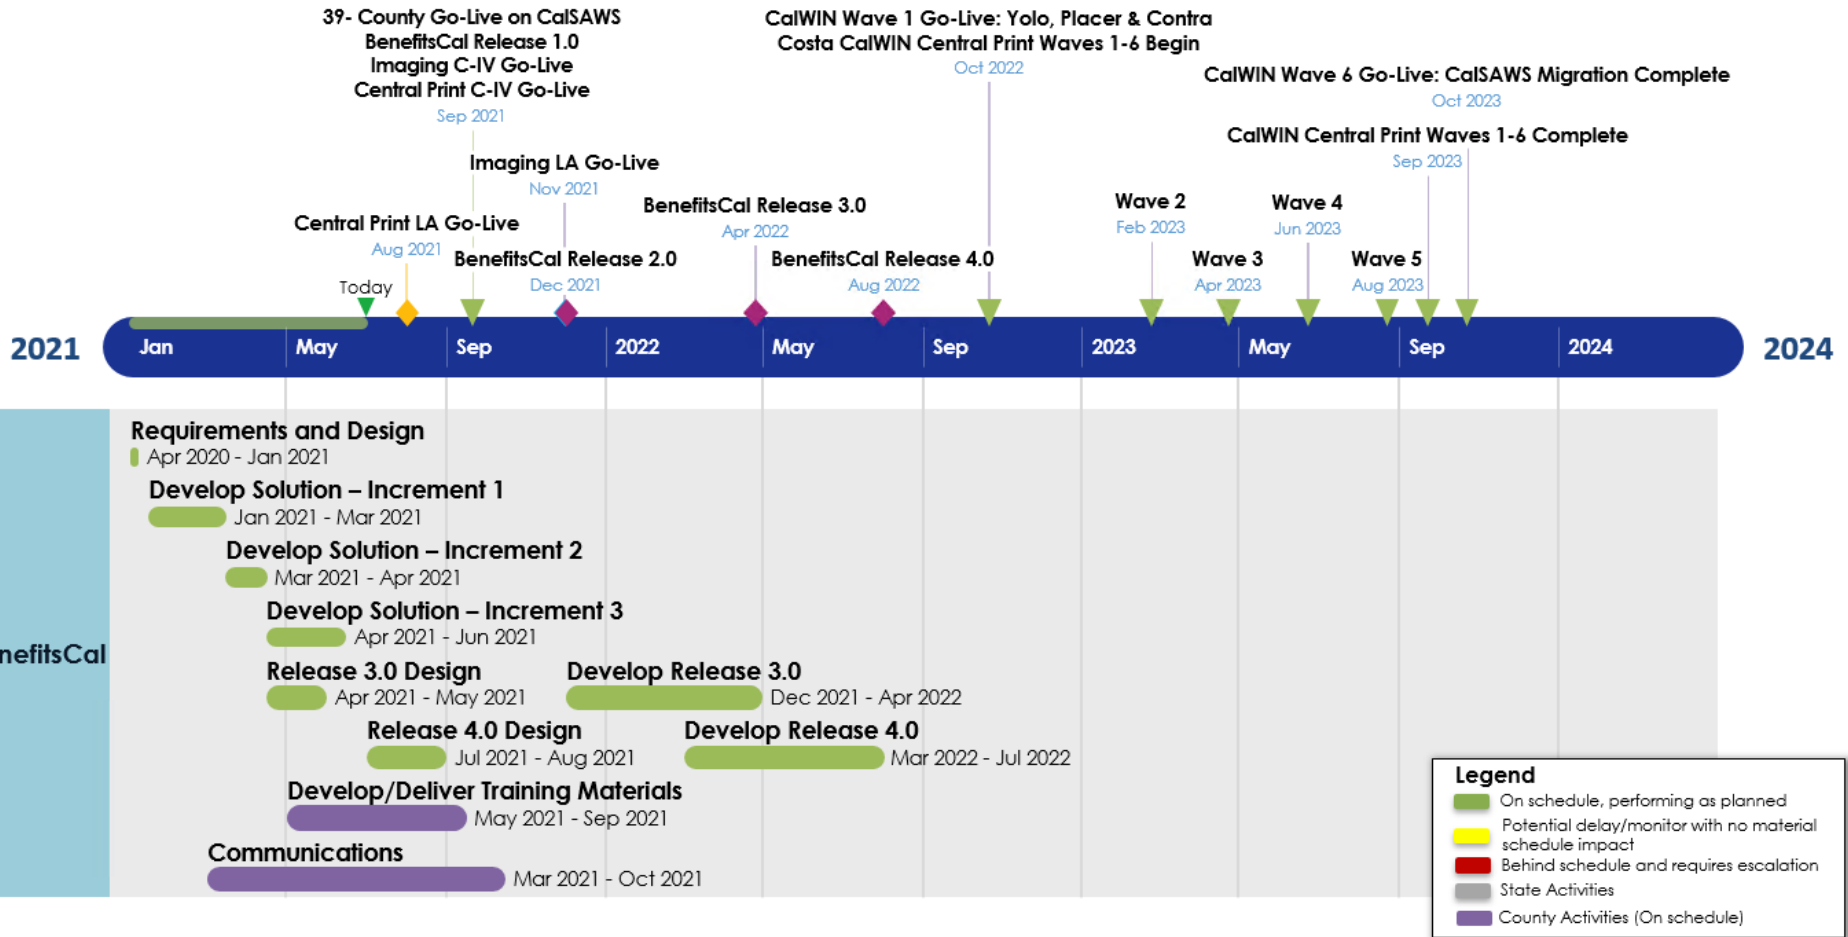 39- County Go-Live on CalSAWS
BenefitsCal Release 1.0
Imaging C-IV Go-Live
Central Print C-IV Go-Live
Sep 2021
CalWIN Wave 1 Go-Live: Yolo, Placer & Contra
Costa CalWIN Central Print Waves 1-6 Begin
Oct 2022
CalWIN Wave 6 Go-Live: CalSAWS Migration Complete
Oct 2023
CalWIN Central Print Waves 1-6 Complete
Sep 2023
Imaging LA Go-Live
Nov 2021
BenefitsCal Release 3.0
Apr 2022
Wave 2
Feb 2023
Wave 4
Jun 2023
Central Print LA Go-Live
Aug 2021
BenefitsCal Release 2.0
Dec 2021
BenefitsCal Release 4.0
Aug 2022
Wave 3
Apr 2023
Wave 5
Aug 2023
Today
2021
Jan
May
Sep
2022
May
Sep
2023
May
Sep
2024
2024
nefitsCal
Requirements and Design
Apr 2020 - Jan 2021
Develop Solution – Increment 1
Jan 2021 - Mar 2021
Develop Solution – Increment 2
Mar 2021 - Apr 2021
Develop Solution – Increment 3
Apr 2021 - Jun 2021
Release 3.0 Design
Apr 2021 - May 2021
Develop Release 3.0
Dec 2021 - Apr 2022
Release 4.0 Design
Jul 2021 - Aug 2021
Develop Release 4.0
Mar 2022 - Jul 2022
Develop/Deliver Training Materials
May 2021 - Sep 2021
Communications
Mar 2021 - Oct 2021
Legend
On schedule, performing as planned
Potential delay/monitor with no material
schedule impact
Behind schedule and requires escalation
State Activities
County Activities (On schedule)